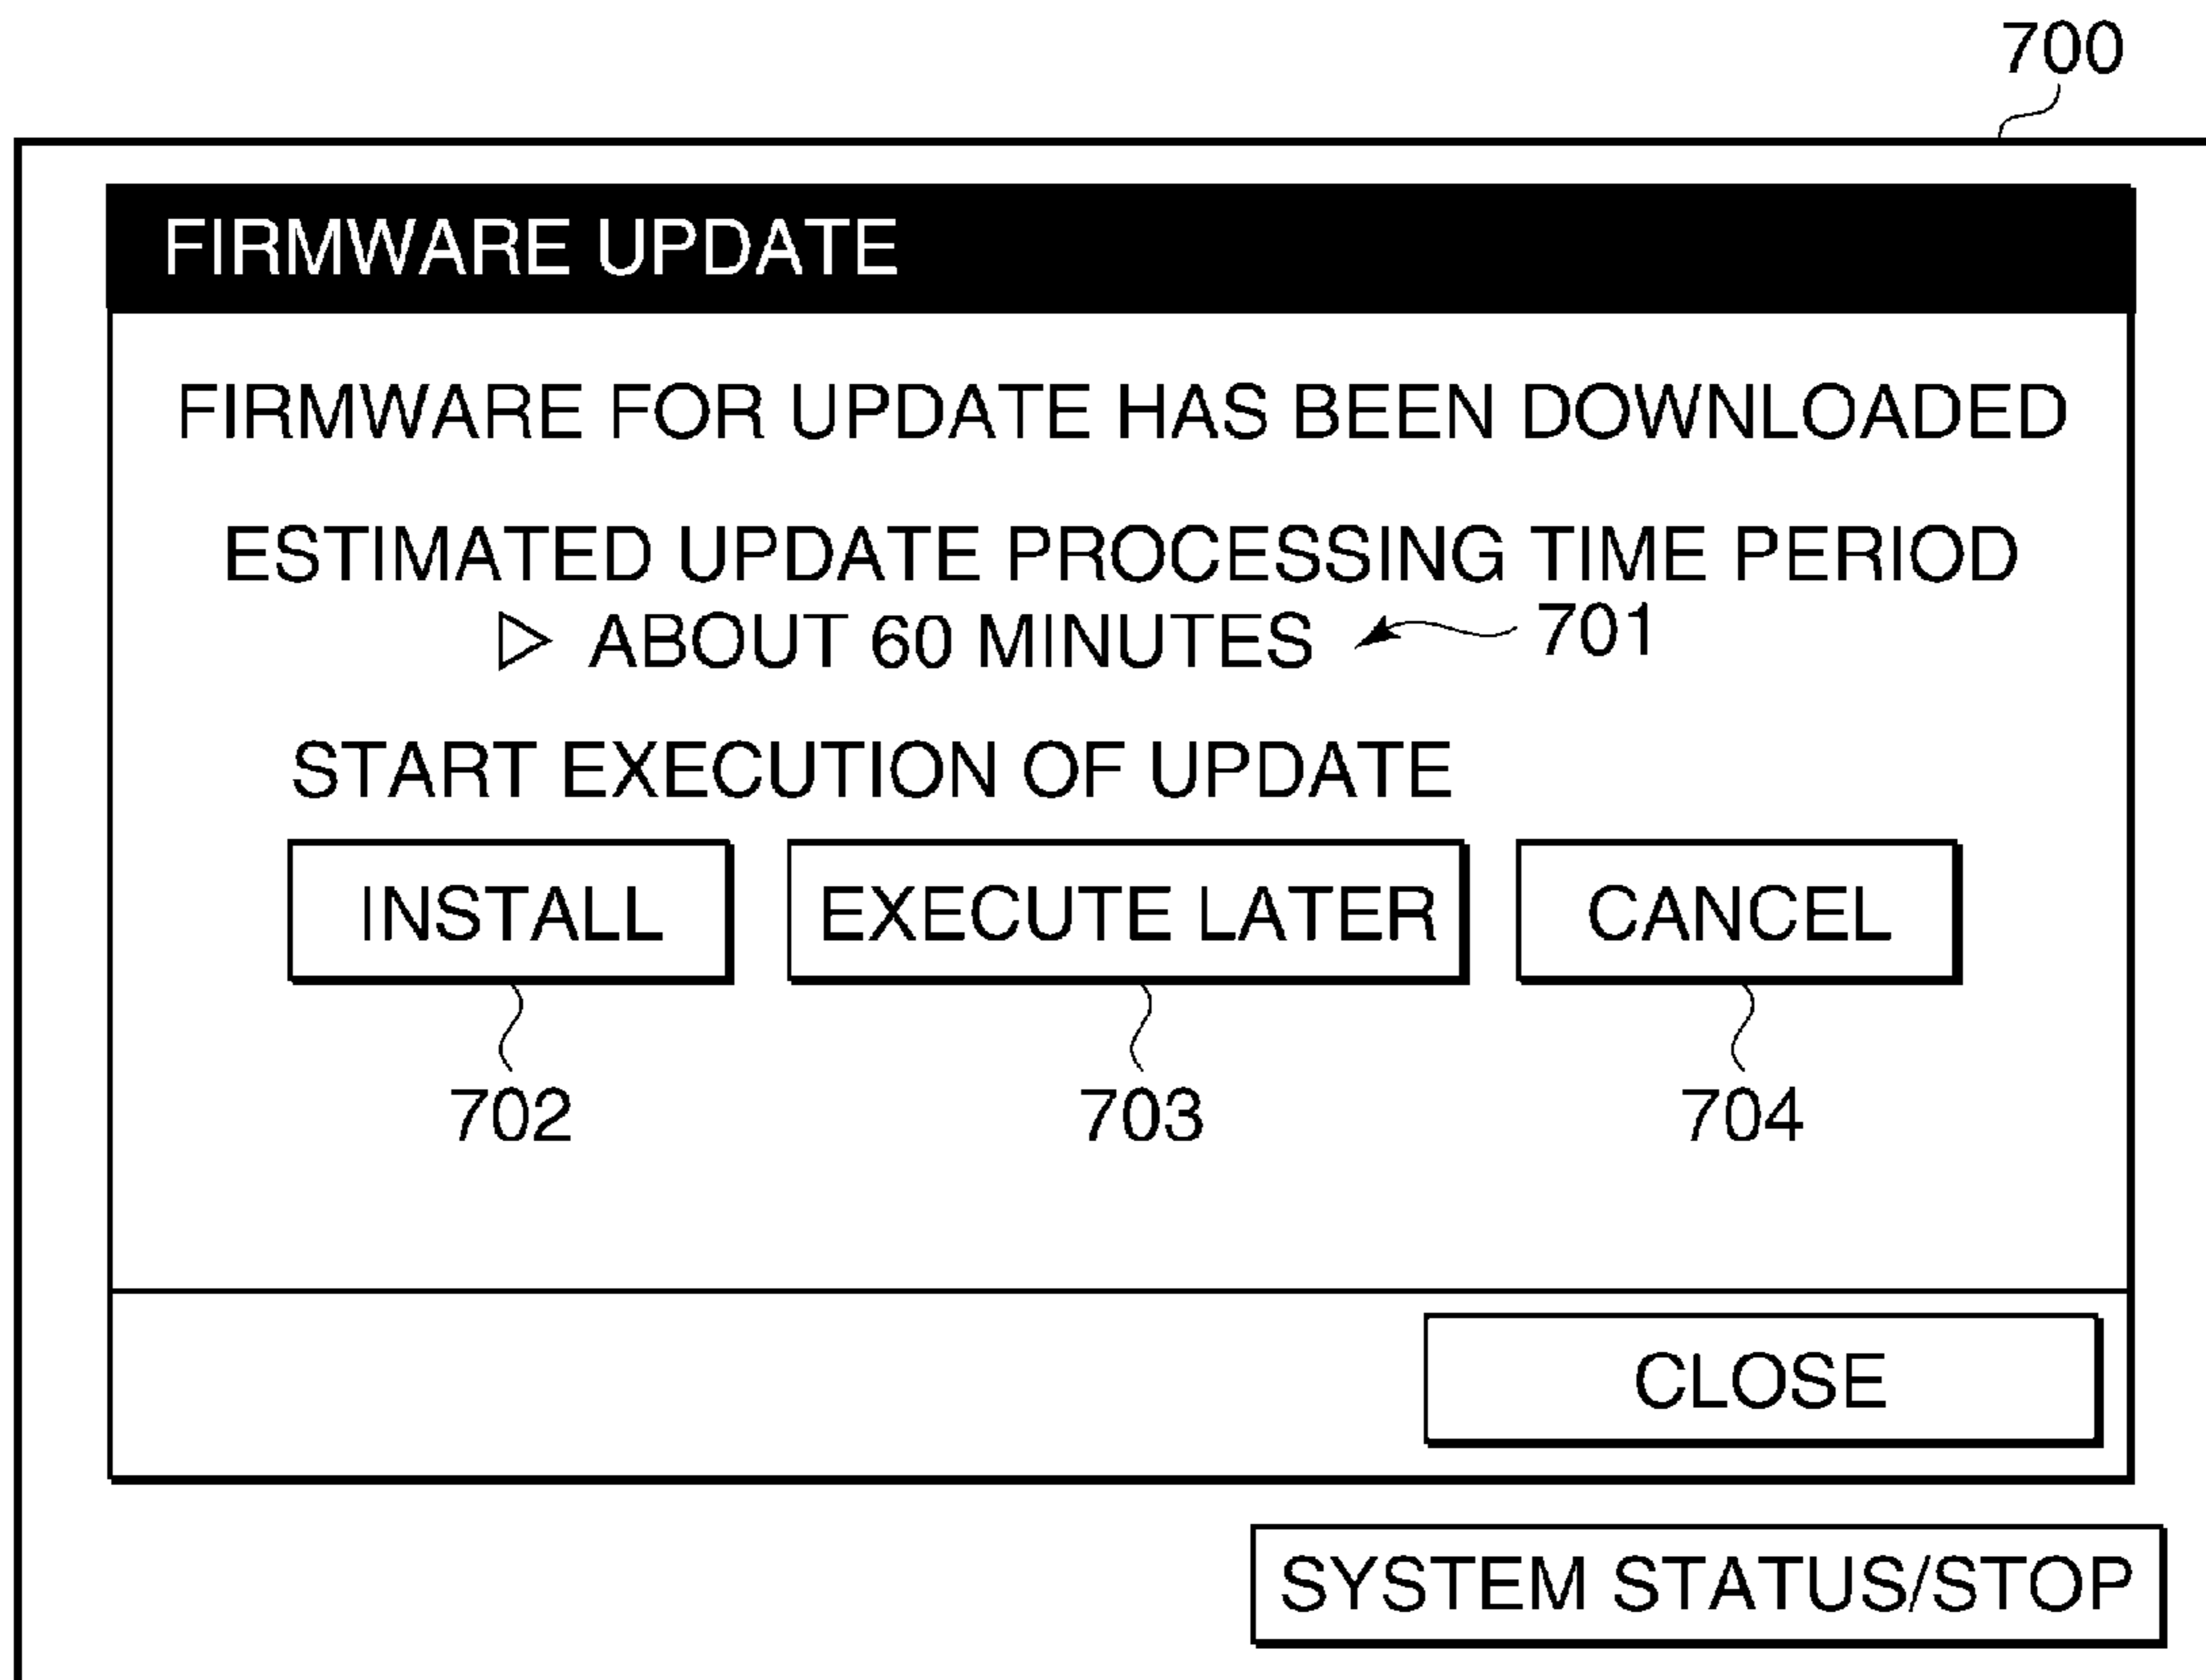 700
FIRMWARE UPDATE
FIRMWARE FOR UPDATE HAS BEEN DOWNLOADED
ESTIMATED UPDATE PROCESSING TIME PERIOD
▷ ABOUT 60 MINUTES 701
START EXECUTION OF UPDATE
INSTALL EXECUTE LATER CANCEL
702 703 704
CLOSE
SYSTEM STATUS/STOP